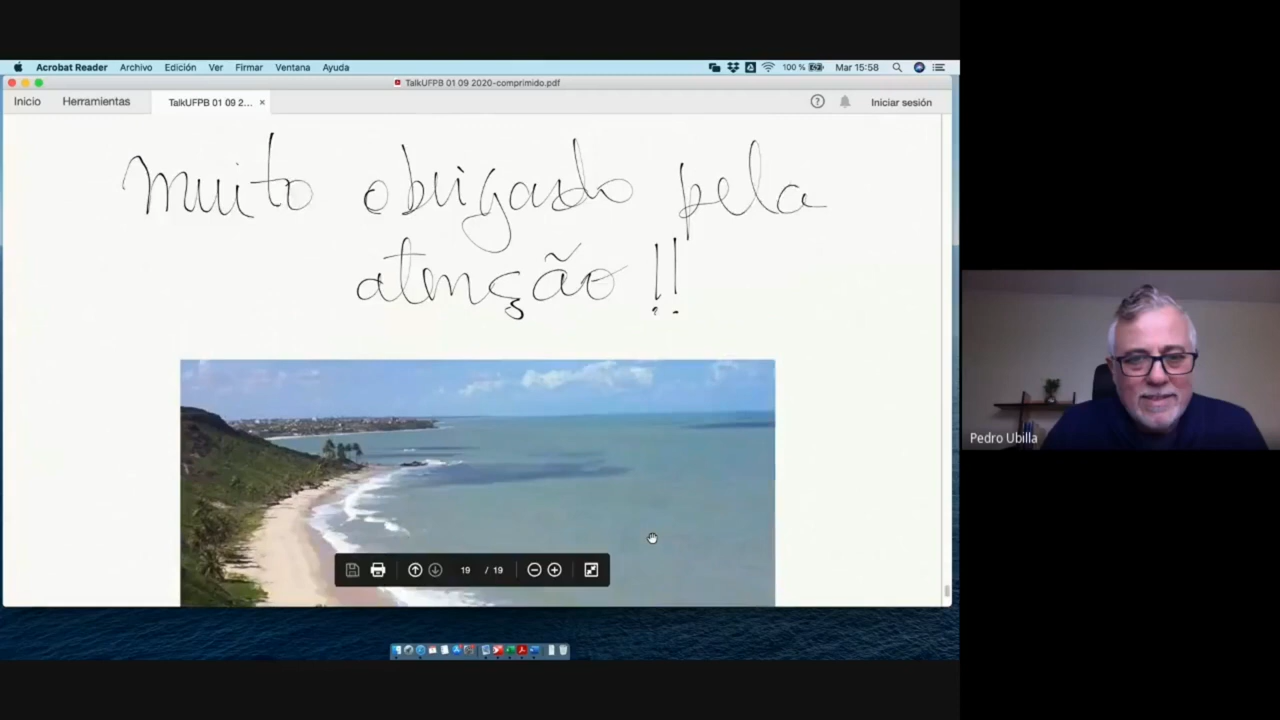 Acrobat Reader Archivo Edición Ver Firmar Ventana Ayuda 100 % Mar 15:58
TalkUFPB 01 09 2020-comprimido.pdf
Inicio Herramientas TalkUFPB 01 09 2... × ? Iniciar sesión
muito obrigado pela
atenção !!
Pedro Ubilla
19 / 19